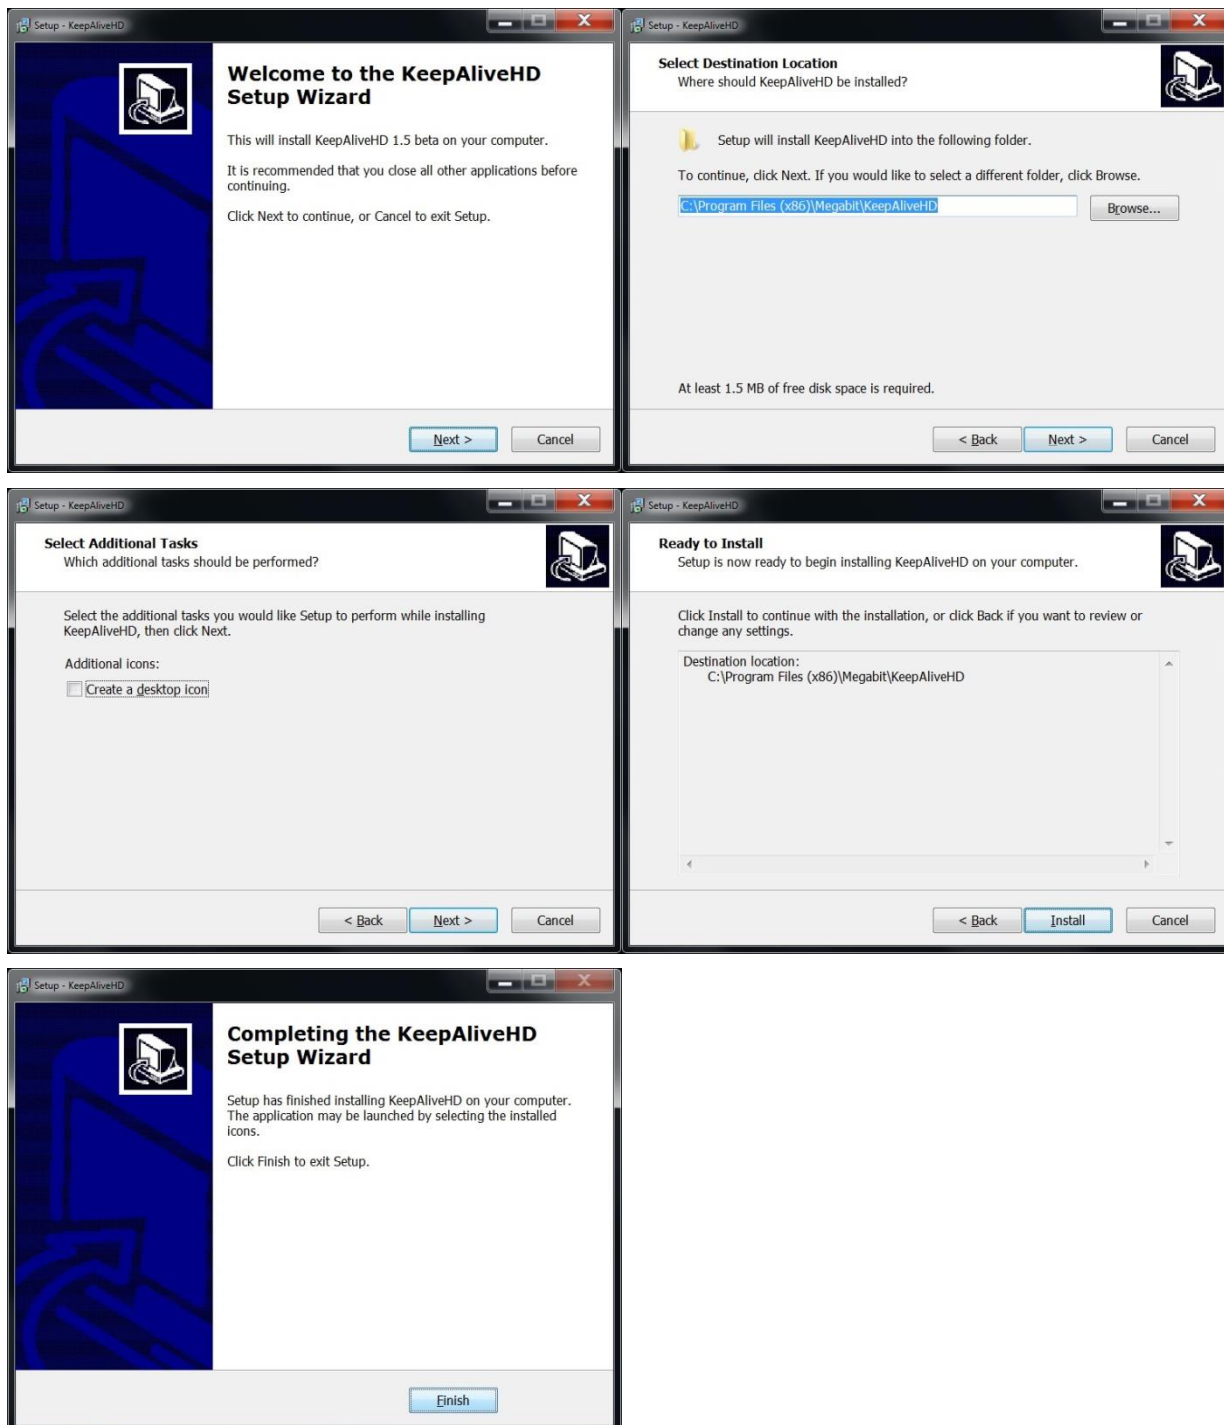 Setup - KeepAliveHD
Welcome to the KeepAliveHD
Setup Wizard
This will install KeepAliveHD 1.5 beta on your computer.
It is recommended that you close all other applications before
continuing.
Click Next to continue, or Cancel to exit Setup.
Next >
Cancel
Setup - KeepAliveHD
Select Destination Location
Where should KeepAliveHD be installed?
Setup will install KeepAliveHD into the following folder.
To continue, click Next. If you would like to select a different folder, click Browse.
C:\Program Files (x86)\Megabit\KeepAliveHD
Browse...
At least 1.5 MB of free disk space is required.
< Back
Next >
Cancel
Setup - KeepAliveHD
Select Additional Tasks
Which additional tasks should be performed?
Select the additional tasks you would like Setup to perform while installing
KeepAliveHD, then click Next.
Additional icons:
Create a desktop icon
< Back
Next >
Cancel
Setup - KeepAliveHD
Ready to Install
Setup is now ready to begin installing KeepAliveHD on your computer.
Click Install to continue with the installation, or click Back if you want to review or
change any settings.
Destination location:
C:\Program Files (x86)\Megabit\KeepAliveHD
< Back
Install
Cancel
Setup - KeepAliveHD
Completing the KeepAliveHD
Setup Wizard
Setup has finished installing KeepAliveHD on your computer.
The application may be launched by selecting the installed
icons.
Click Finish to exit Setup.
Finish